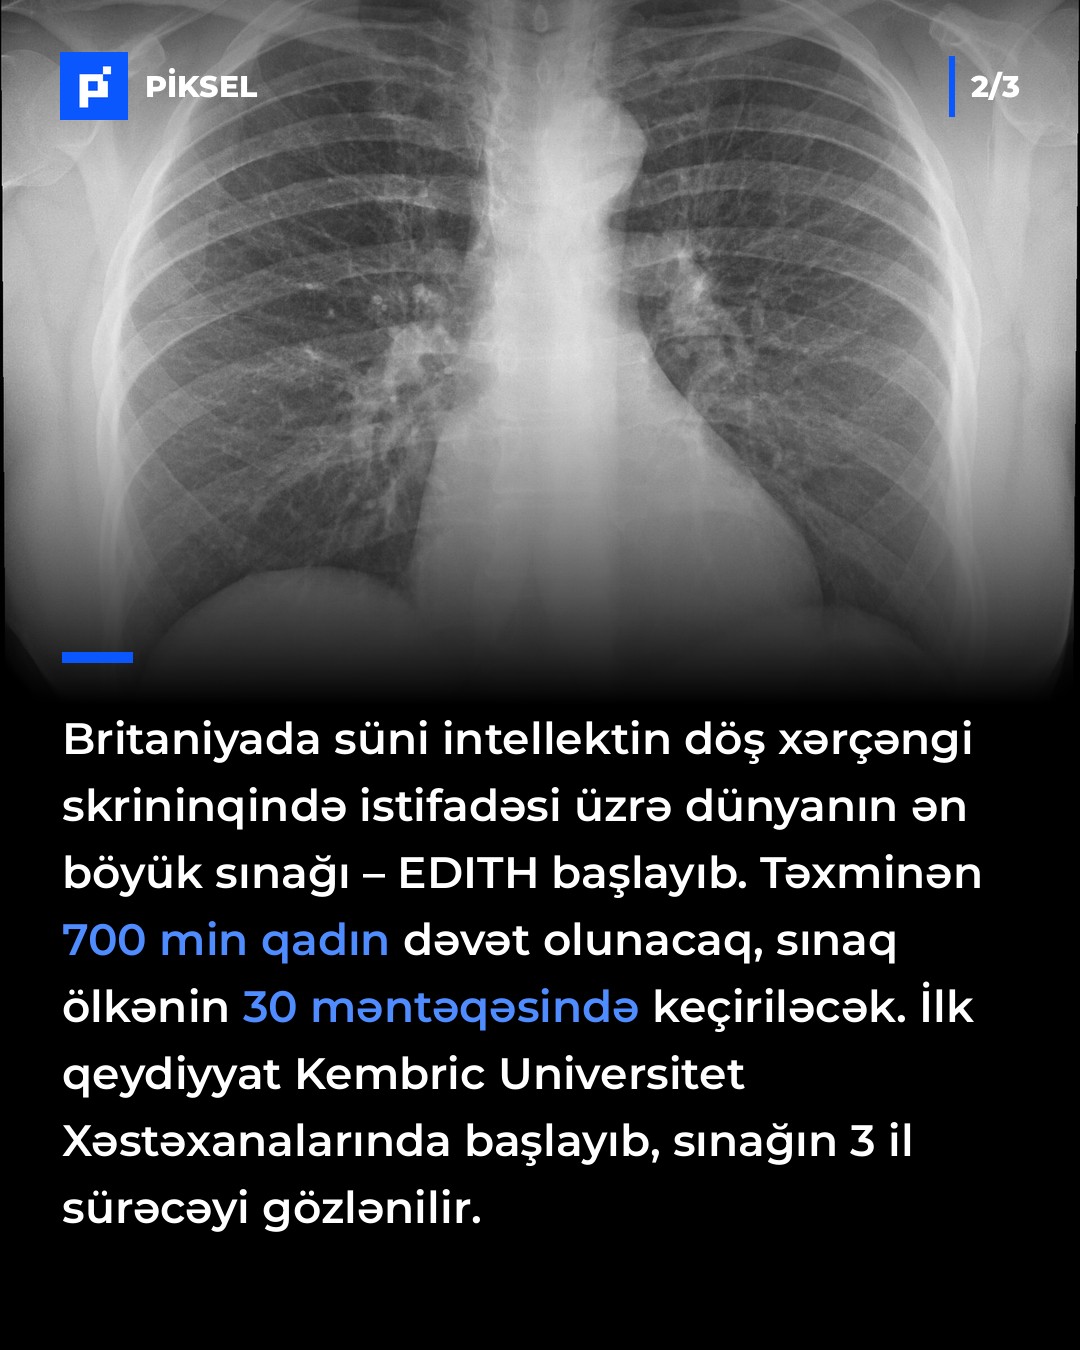 PİKSEL
2/3
Britaniyada süni intellektin döş xərçəngi
skrininqində istifadəsi üzrə dünyanın ən
böyük sınağı – EDITH başlayıb. Təxminən
700 min qadın dəvət olunacaq, sınaq
ölkənin 30 məntəqəsində keçiriləcək. İlk
qeydiyyat Kembric Universitet
Xəstəxanalarında başlayıb, sınağın 3 il
sürəcəyi gözlənilir.